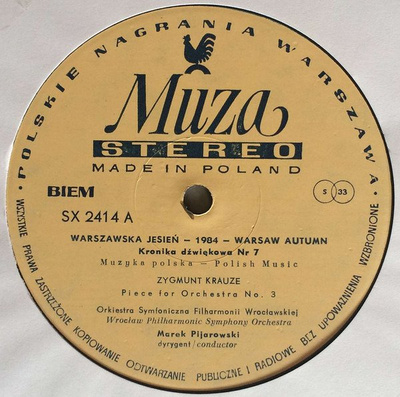 • POLSKIE NAGRANIA WARSZAWA •
Muza
STEREO
MADE IN POLAND
BIEM
S 33
SX 2414 A
WARSZAWSKA JESIEŃ — 1984 — WARSAW AUTUMN
Kronika dźwiękowa Nr 7
Muzyka polska — Polish Music
ZYGMUNT KRAUZE
Piece for Orchestra No. 3
Orkiestra Symfoniczna Filharmonii Wrocławskiej
Wrocław Philharmonic Symphony Orchestra
Marek Pijarowski
dyrygent/conductor
WSZYSTKIE PRAWA ZASTRZEŻONE KOPIOWANIE ODTWARZANIE PUBLICZNE I RADIOWE BEZ UPOWAŻNIENIA WZBRONIONE